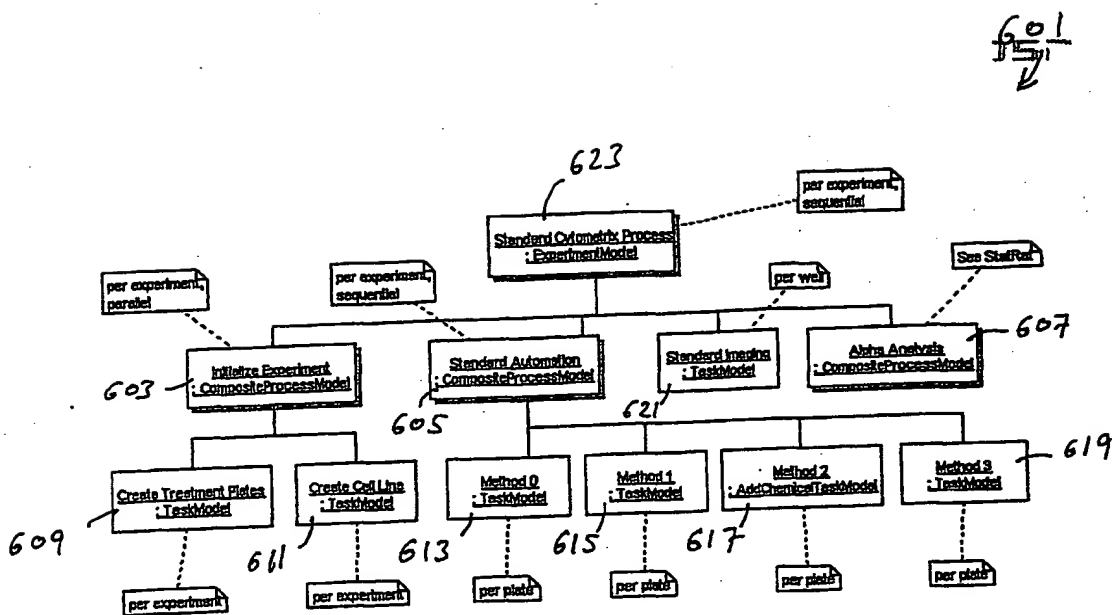 601
623
per experiment,
sequential
Standard Cytometrix Process
: ExperimentModel
See StatRef
per experiment,
parallel
per experiment,
sequential
per well
607
Initialize Experiment
: CompositeProcessModel
Standard Automation
: CompositeProcessModel
Standard Imaging
: TaskModel
Alpha Analysis
: CompositeProcessModel
603
605
621
619
Create Treatment Plates
: TaskModel
Create Cell Line
: TaskModel
Method 0
: TaskModel
Method 1
: TaskModel
Method 2
: AddChemicalTaskModel
Method 3
: TaskModel
609
611
613
615
617
per experiment
per experiment
per plate
per plate
per plate
per plate